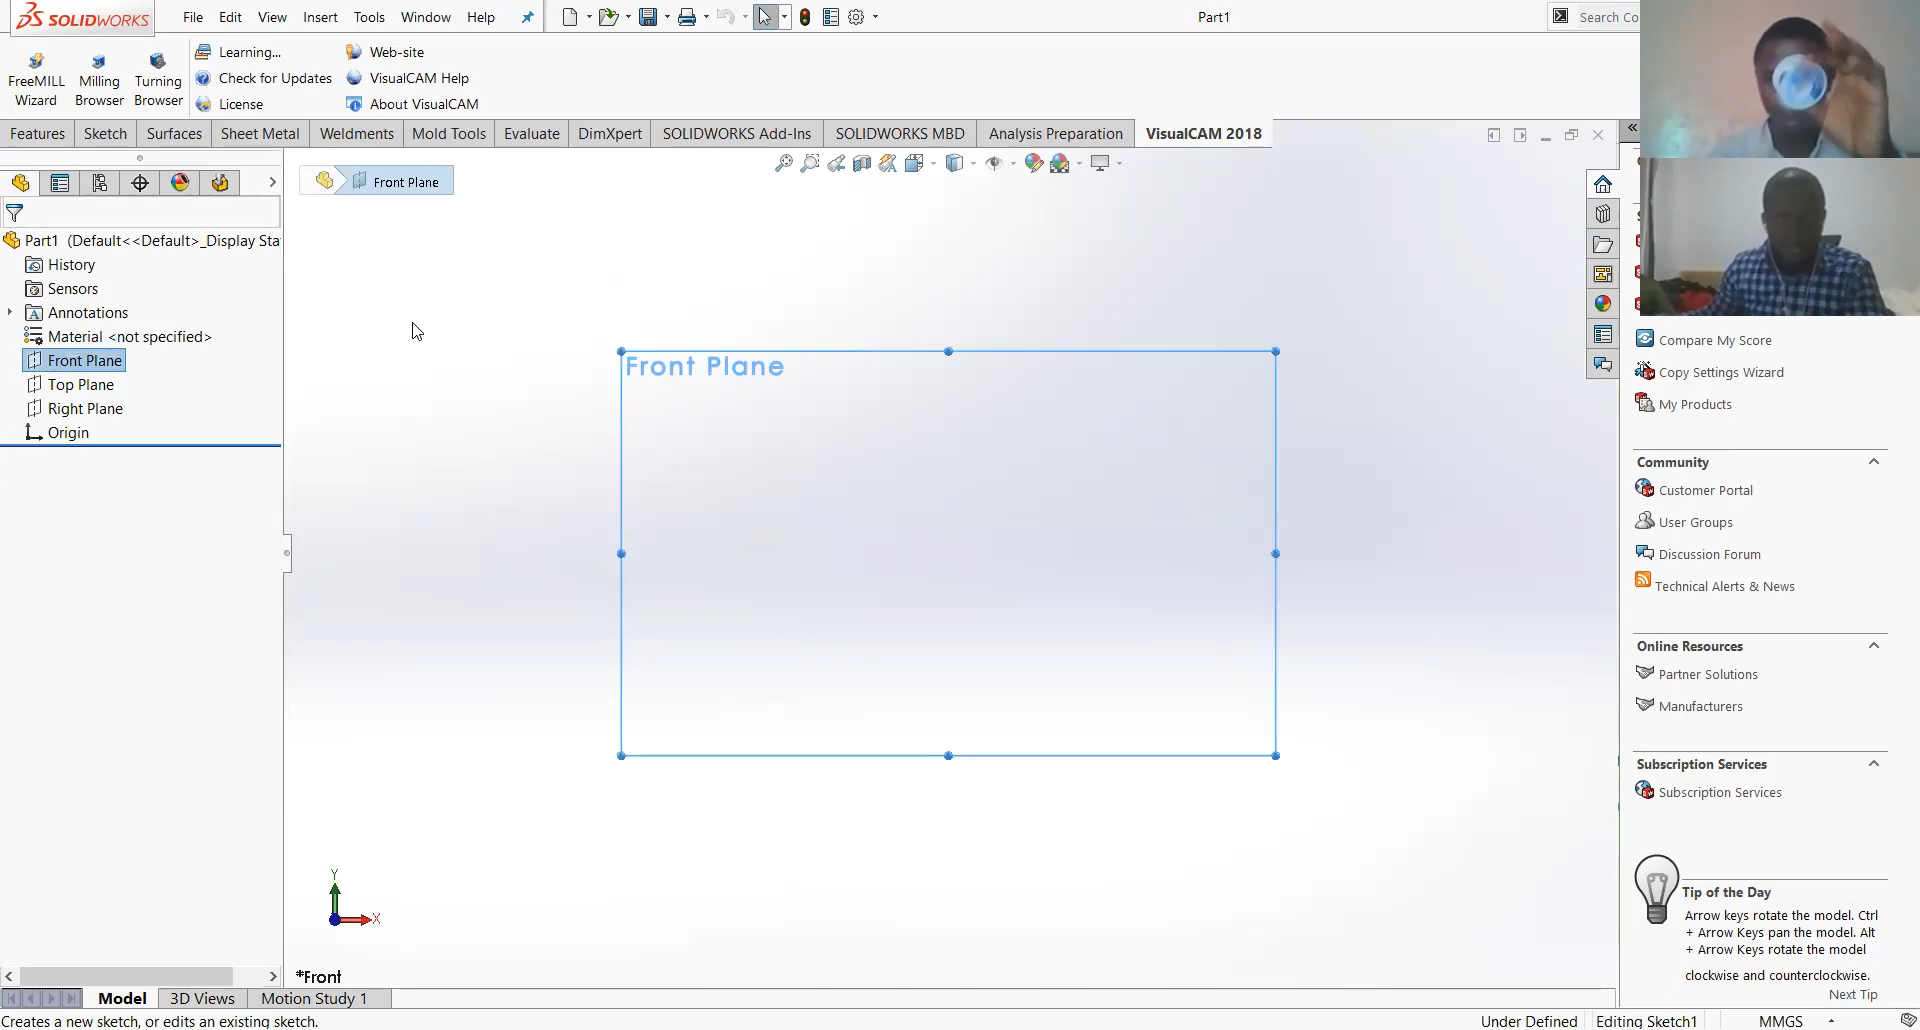 SOLIDWORKS File Edit View Insert Tools Window Help Part1 Search Co
FreeMILL Wizard
Milling Browser
Turning Browser
Learning... Web-site
Check for Updates VisualCAM Help
License About VisualCAM
Features Sketch Surfaces Sheet Metal Weldments Mold Tools Evaluate DimXpert SOLIDWORKS Add-Ins SOLIDWORKS MBD Analysis Preparation VisualCAM 2018
Front Plane
Part1 (Default<<Default>_Display Sta
History
Sensors
Annotations
Material <not specified>
Front Plane
Top Plane
Right Plane
Origin
Front Plane
Y
X
*Front
Compare My Score
Copy Settings Wizard
My Products
Community
Customer Portal
User Groups
Discussion Forum
Technical Alerts & News
Online Resources
Partner Solutions
Manufacturers
Subscription Services
Subscription Services
Tip of the Day
Arrow keys rotate the model. Ctrl
+ Arrow Keys pan the model. Alt
+ Arrow Keys rotate the model
clockwise and counterclockwise.
Next Tip
Model 3D Views Motion Study 1
Creates a new sketch, or edits an existing sketch. Under Defined Editing Sketch1 MMGS